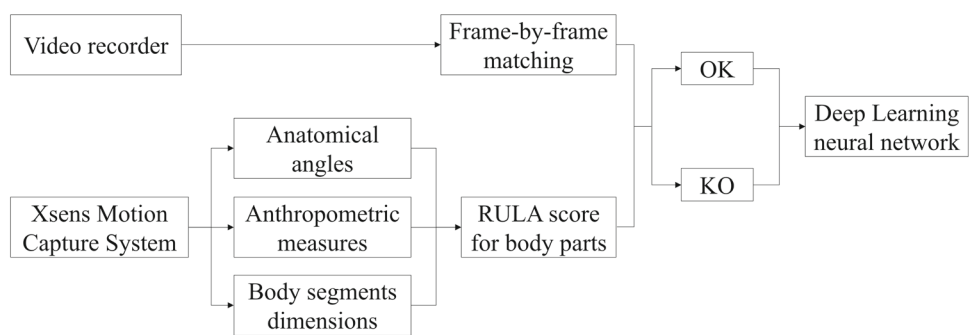 Video recorder
Frame-by-frame
matching
OK
Deep Learning
neural network
Anatomical
angles
KO
Xsens Motion
Capture System
Anthropometric
measures
RULA score
for body parts
Body segments
dimensions